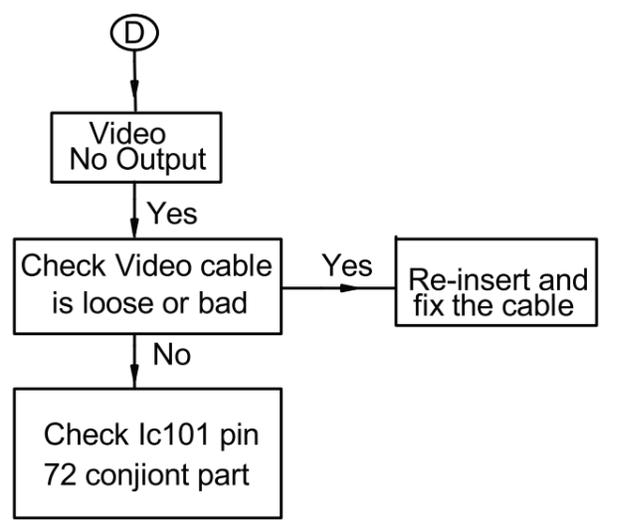 D
Video
No Output
Yes
Check Video cable
is loose or bad
Yes
Re-insert and
fix the cable
No
Check Ic101 pin
72 conjiont part